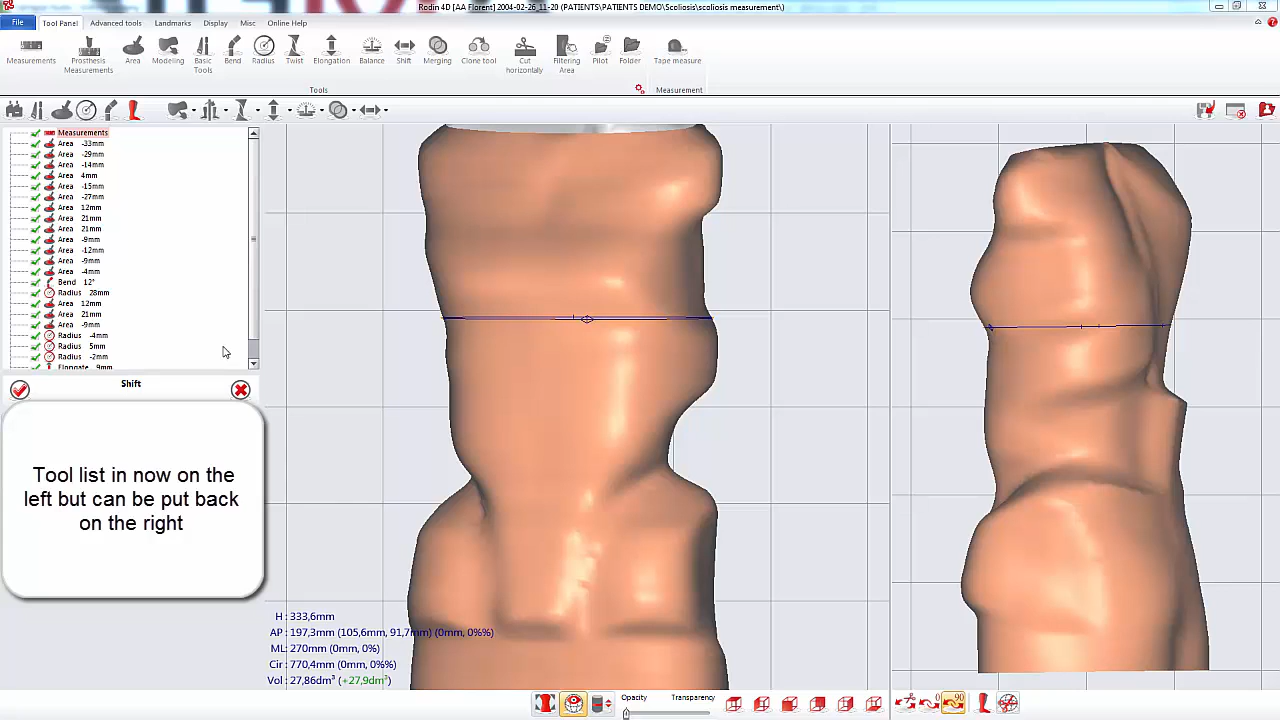 Rodin 4D [AA Florent] 2004-02-26_11-20 (PATIENTS\PATIENTS DEMO\Scoliosis\scoliosis measurement\)
File Tool Panel Advanced tools Landmarks Display Misc Online Help
Measurements Prosthesis Measurements Area Modeling Basic Tools Bend Radius Twist Elongation Balance Shift Merging Clone tool Cut horizontally Filtering Area Pilot Folder Tape measure
Tools Measurement
Measurements
Area -33mm
Area -29mm
Area -14mm
Area 4mm
Area -15mm
Area -27mm
Area 12mm
Area 21mm
Area 21mm
Area -9mm
Area -12mm
Area -9mm
Area -4mm
Bend 12°
Radius 28mm
Area 12mm
Area 21mm
Area -9mm
Radius -4mm
Radius 5mm
Radius -2mm
Elongate 9mm
Shift
Tool list in now on the
left but can be put back
on the right
H : 333,6mm
AP : 197,3mm (105,6mm, 91,7mm) (0mm, 0%%)
ML: 270mm (0mm, 0%)
Cir : 770,4mm (0mm, 0%%)
Vol : 27,86dm³ (+27,9dm³)
Opacity Transparency
0 90